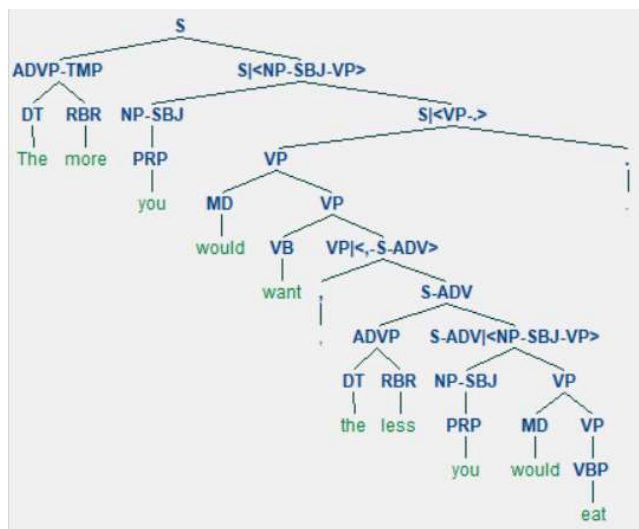 S
ADVP-TMP S|<NP-SBJ-VP>
DT RBR NP-SBJ S|<VP-.>
The more PRP VP .
you MD VP .
would VB VP|<,-S-ADV>
want , S-ADV
, ADVP S-ADV|<NP-SBJ-VP>
DT RBR NP-SBJ VP
the less PRP MD VP
you would VBP
eat